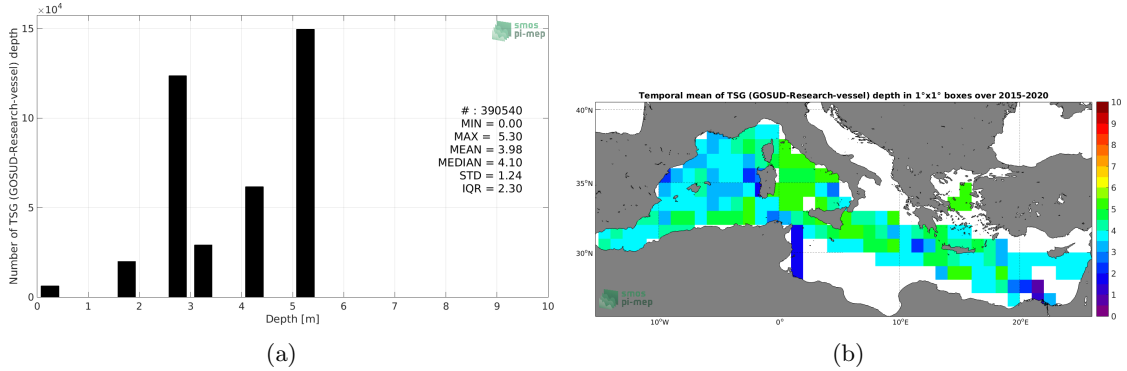 ×10⁴
15
10
5
0
Number of TSG (GOSUD-Research-vessel) depth
smos
pi-mep
# : 390540
MIN = 0.00
MAX = 5.30
MEAN = 3.98
MEDIAN = 4.10
STD = 1.24
IQR = 2.30
0 1 2 3 4 5 6 7 8 9 10
Depth [m]
(a)
Temporal mean of TSG (GOSUD-Research-vessel) depth in 1°x1° boxes over 2015-2020
40°N
35°N
30°N
smos
pi-mep
10°W 0° 10°E 20°E
10
9
8
7
6
5
4
3
2
1
0
(b)